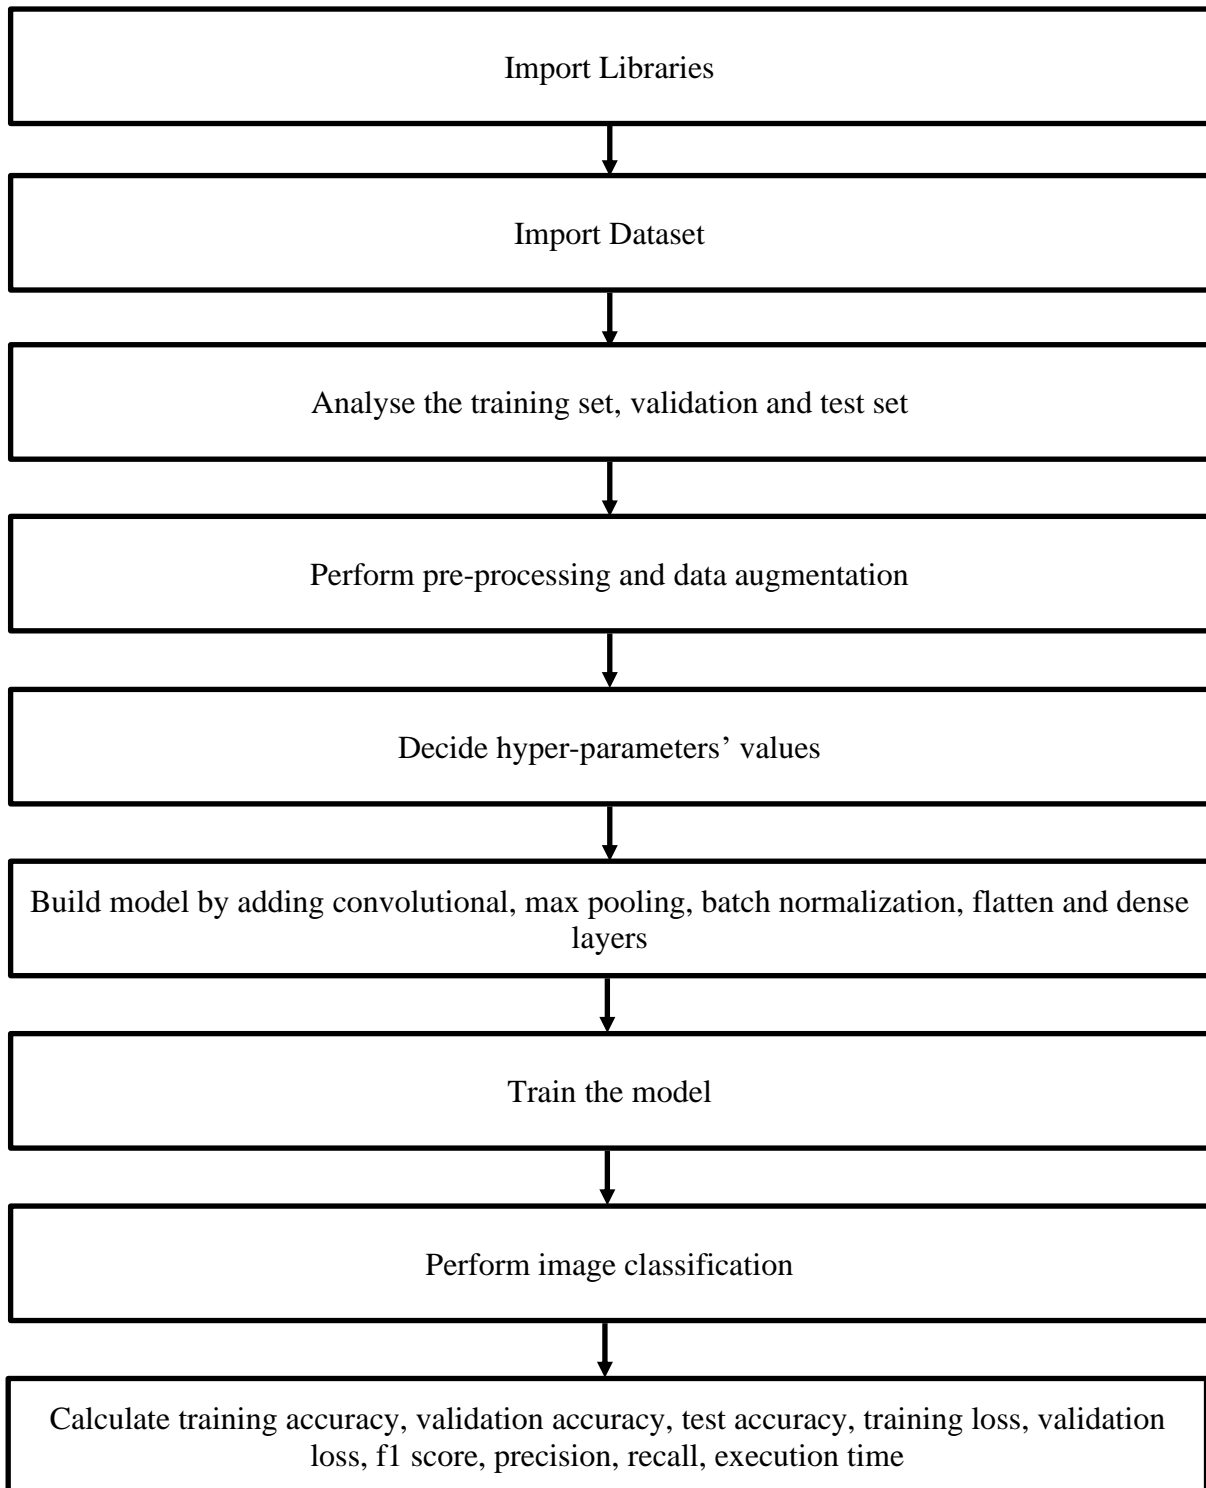 Import Libraries
Import Dataset
Analyse the training set, validation and test set
Perform pre-processing and data augmentation
Decide hyper-parameters’ values
Build model by adding convolutional, max pooling, batch normalization, flatten and dense
layers
Train the model
Perform image classification
Calculate training accuracy, validation accuracy, test accuracy, training loss, validation
loss, f1 score, precision, recall, execution time